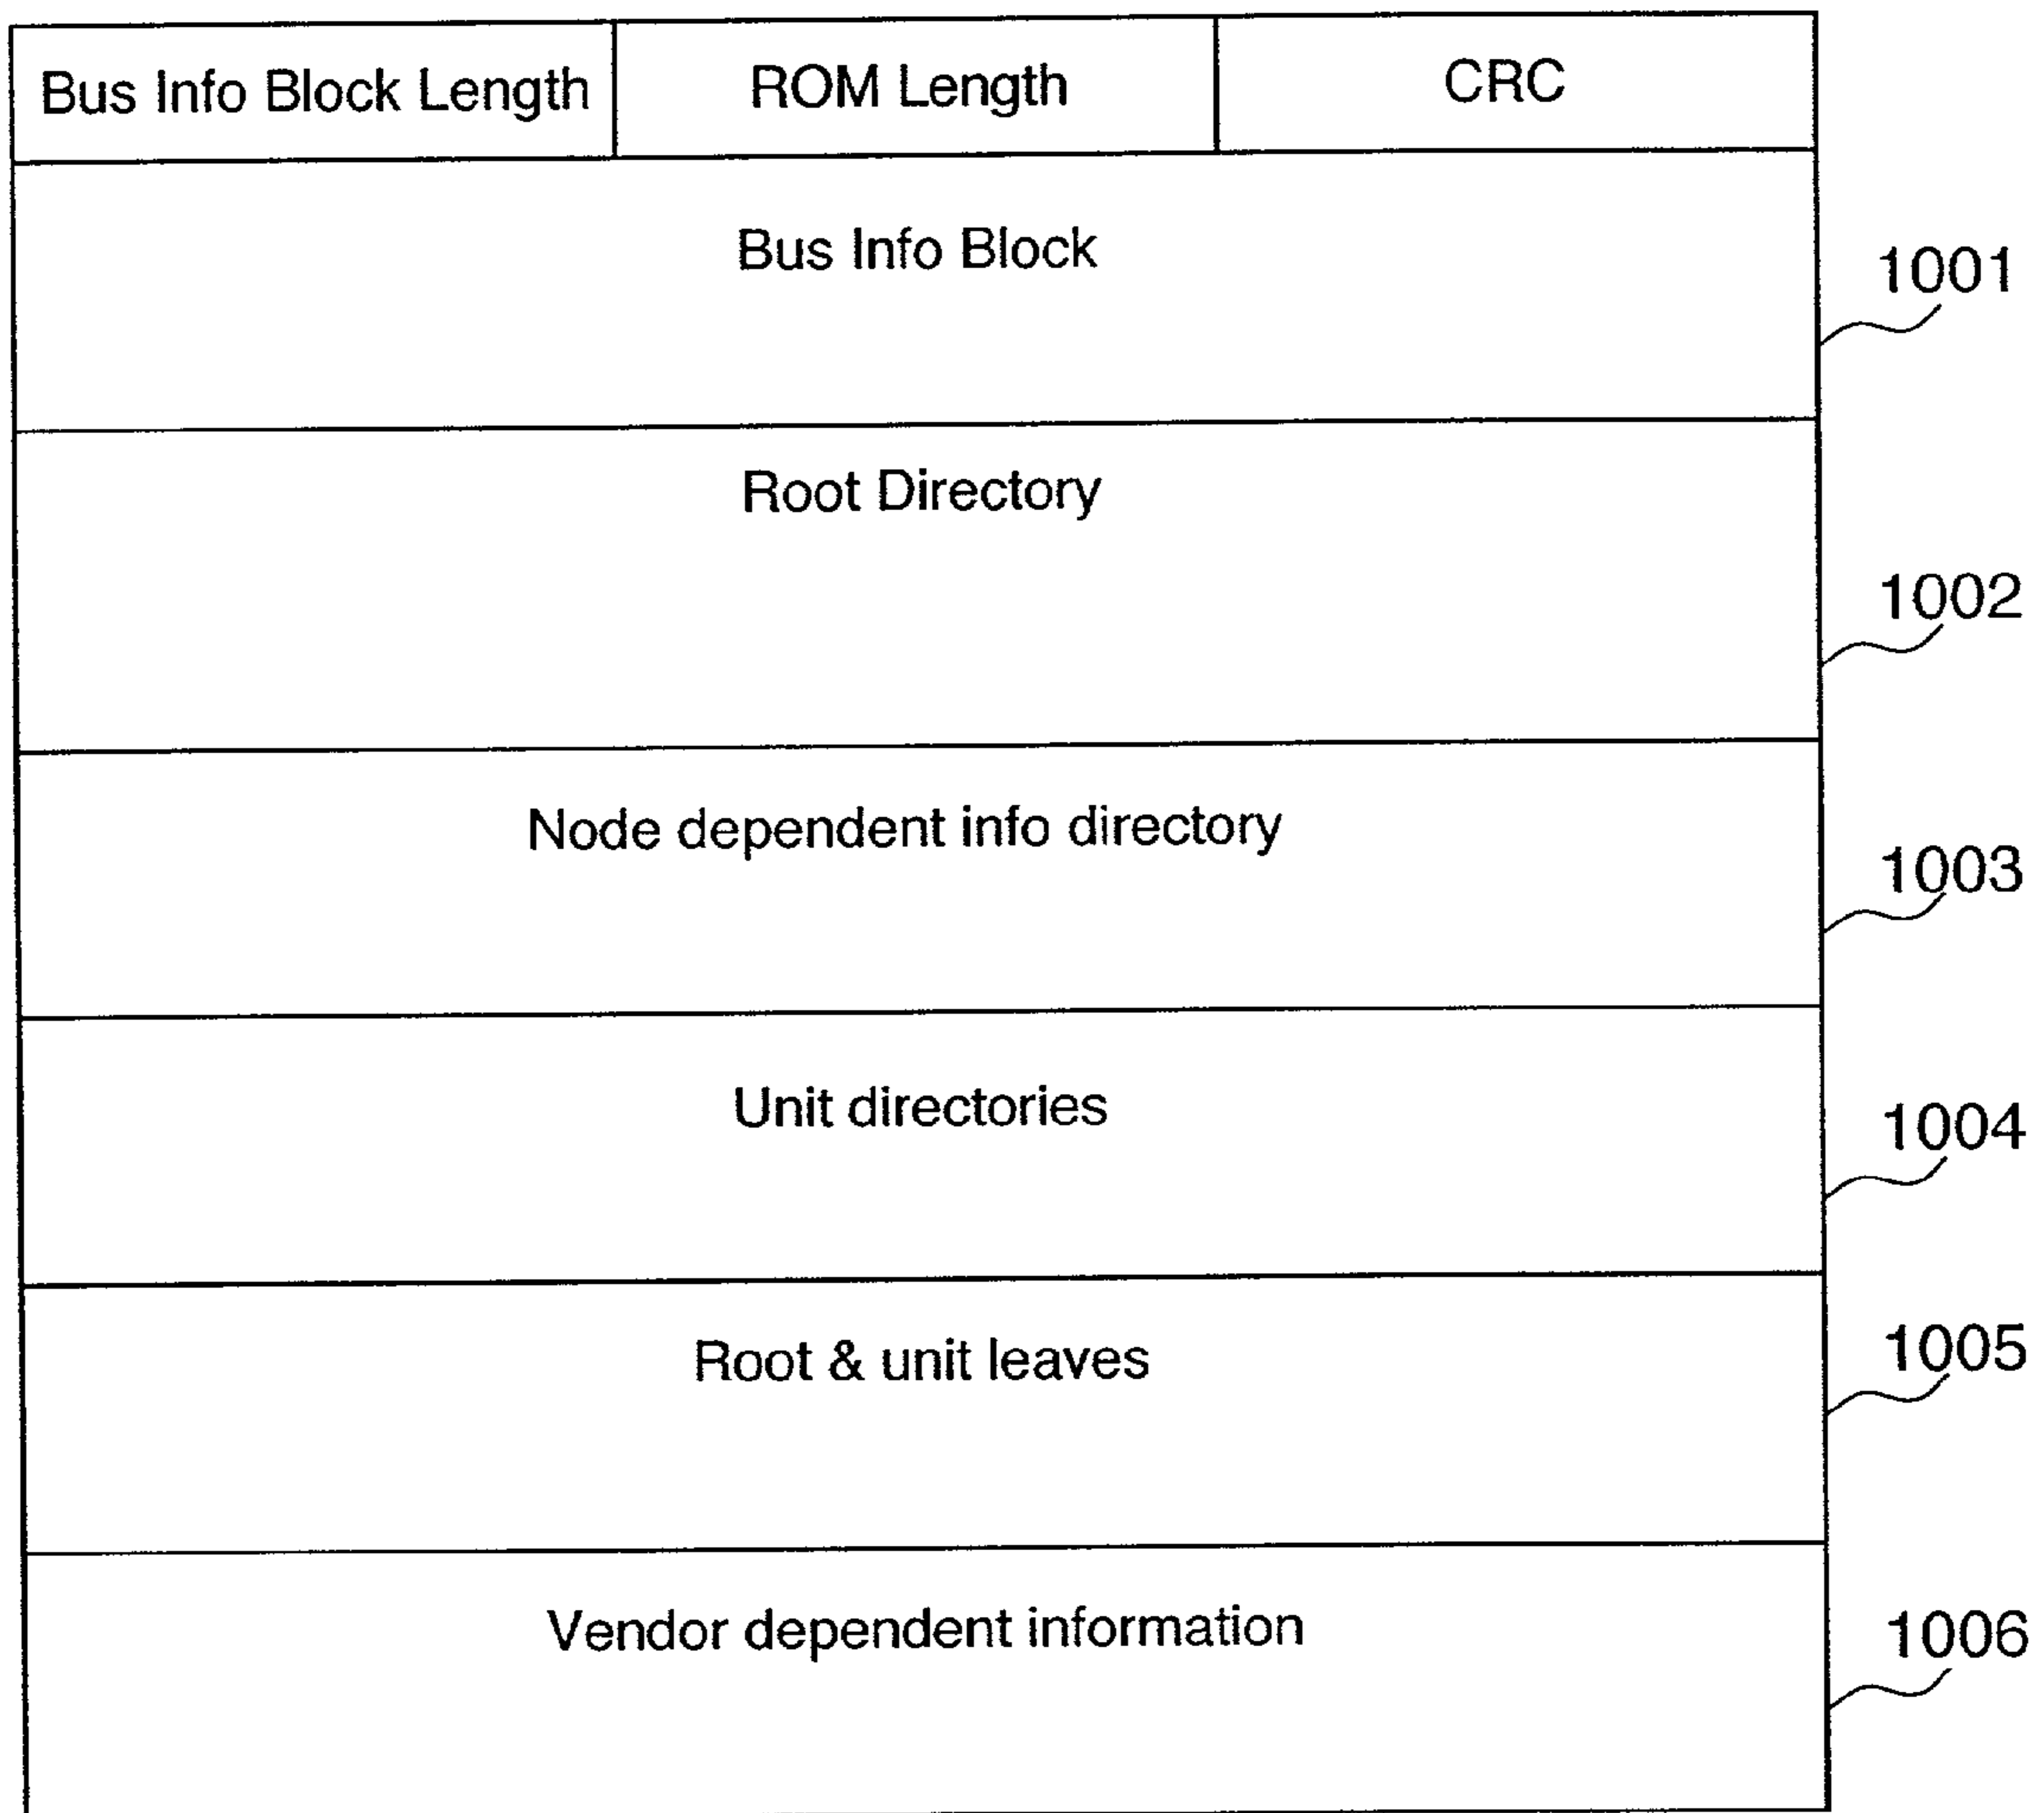 Bus Info Block Length ROM Length CRC
Bus Info Block
1001
Root Directory
1002
Node dependent info directory
1003
Unit directories
1004
Root & unit leaves
1005
Vendor dependent information
1006